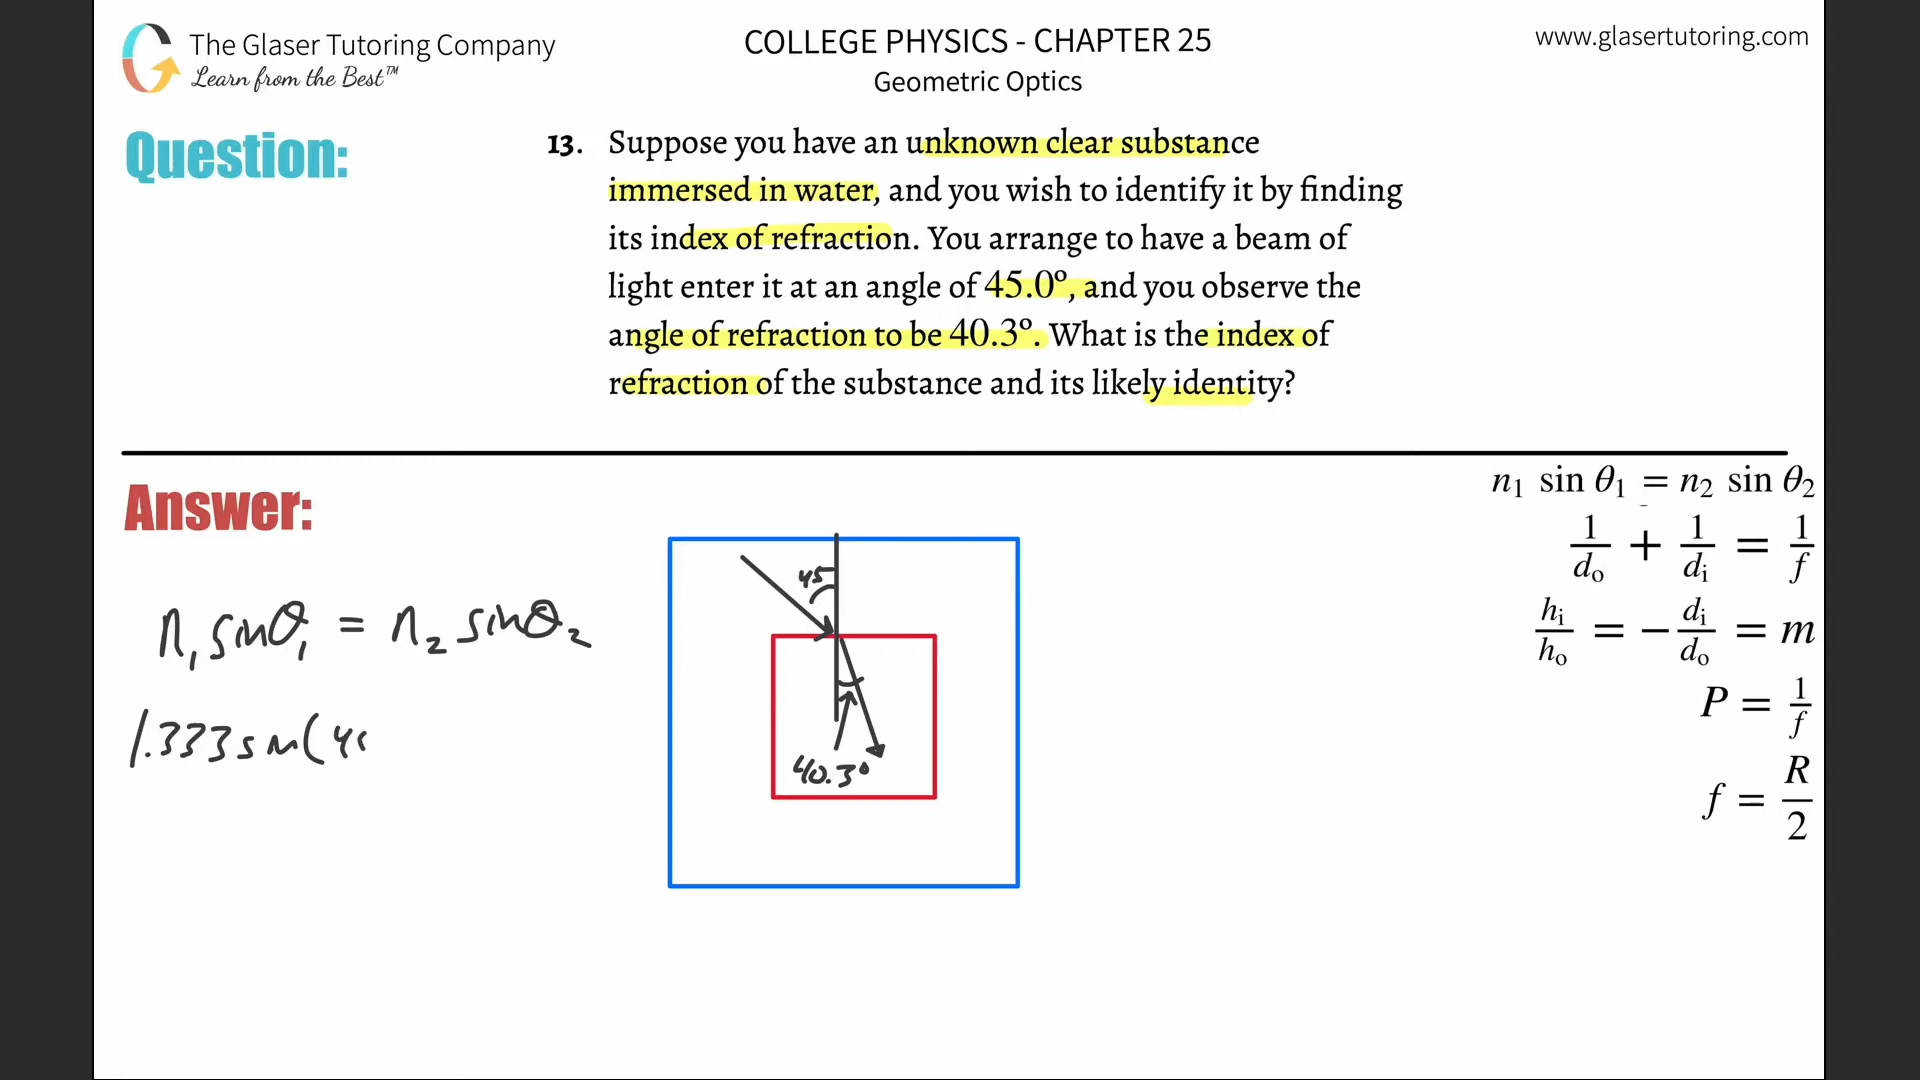 The Glaser Tutoring Company
Learn from the Best™
COLLEGE PHYSICS - CHAPTER 25
Geometric Optics
www.glasertutoring.com
Question:
13. Suppose you have an unknown clear substance
immersed in water, and you wish to identify it by finding
its index of refraction. You arrange to have a beam of
light enter it at an angle of 45.0º, and you observe the
angle of refraction to be 40.3º. What is the index of
refraction of the substance and its likely identity?
Answer:
n₁ sinθ₁ = n₂ sinθ₂
1.333 sin(4
45
40.3°
n₁ sin θ₁ = n₂ sin θ₂
1/dₒ + 1/dᵢ = 1/f
hᵢ/hₒ = −dᵢ/dₒ = m
P = 1/f
f = R/2